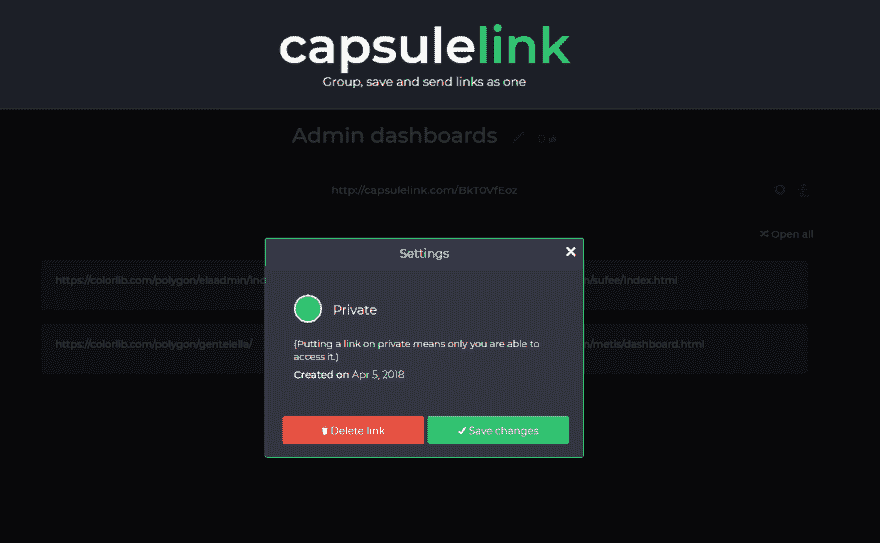 capsulelink
Group, save and send links as one
Admin dashboards
http://capsulelink.com/BkT0VfEoz
Open all
https://colorlib.com/polygon/elaadmin/ind
n/sufee/index.html
https://colorlib.com/polygon/gentelella/
n/metis/dashboard.html
Settings
Private
(Putting a link on private means only you are able to
access it.)
Created on Apr 5, 2018
Delete link
Save changes